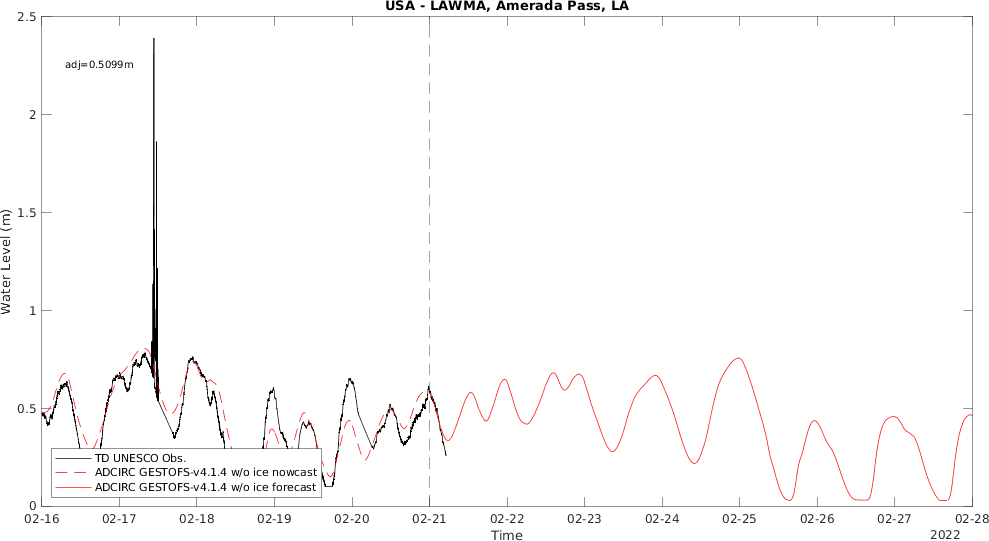 USA - LAWMA, Amerada Pass, LA
adj=0.5099m
2.5
2
1.5
1
0.5
0
Water Level (m)
TD UNESCO Obs.
ADCIRC GESTOFS-v4.1.4 w/o ice nowcast
ADCIRC GESTOFS-v4.1.4 w/o ice forecast
02-16 02-17 02-18 02-19 02-20 02-21 02-22 02-23 02-24 02-25 02-26 02-27 02-28
Time
2022